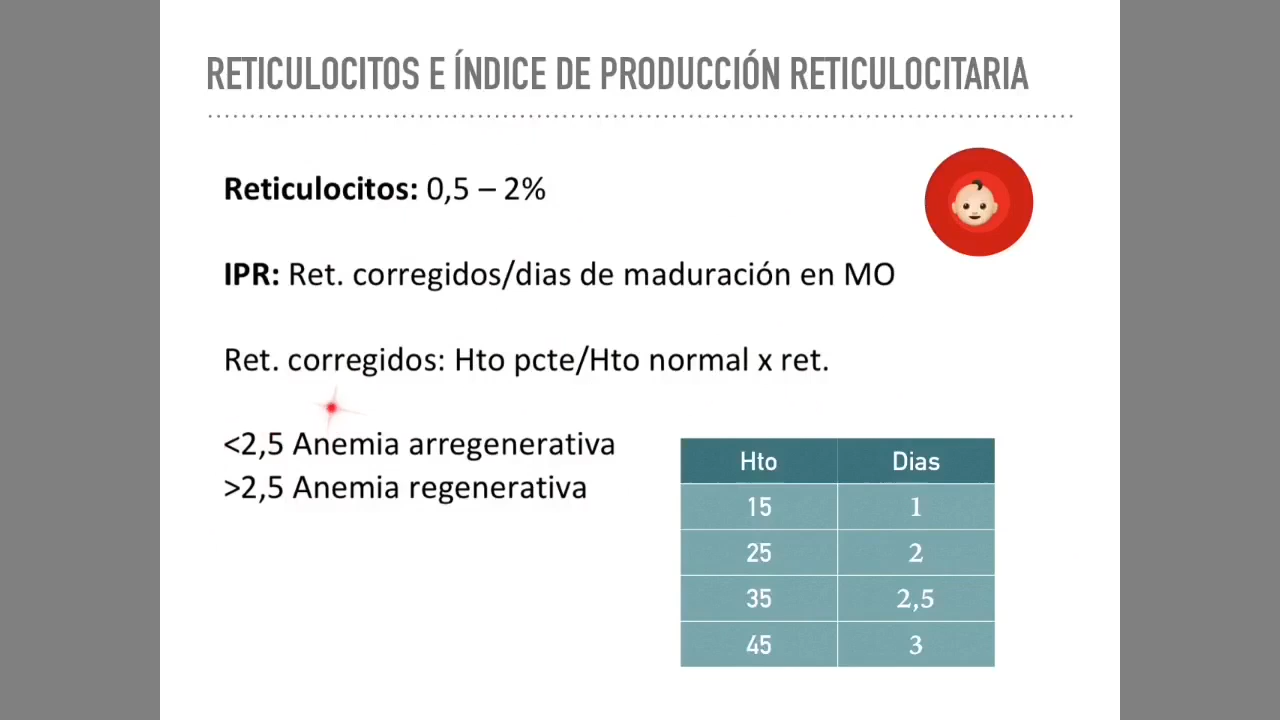 RETICULOCITOS E ÍNDICE DE PRODUCCIÓN RETICULOCITARIA
Reticulocitos: 0,5 – 2%
IPR: Ret. corregidos/dias de maduración en MO
Ret. corregidos: Hto pcte/Hto normal x ret.
<2,5 Anemia arregenerativa
>2,5 Anemia regenerativa
Hto Dias
15 1
25 2
35 2,5
45 3